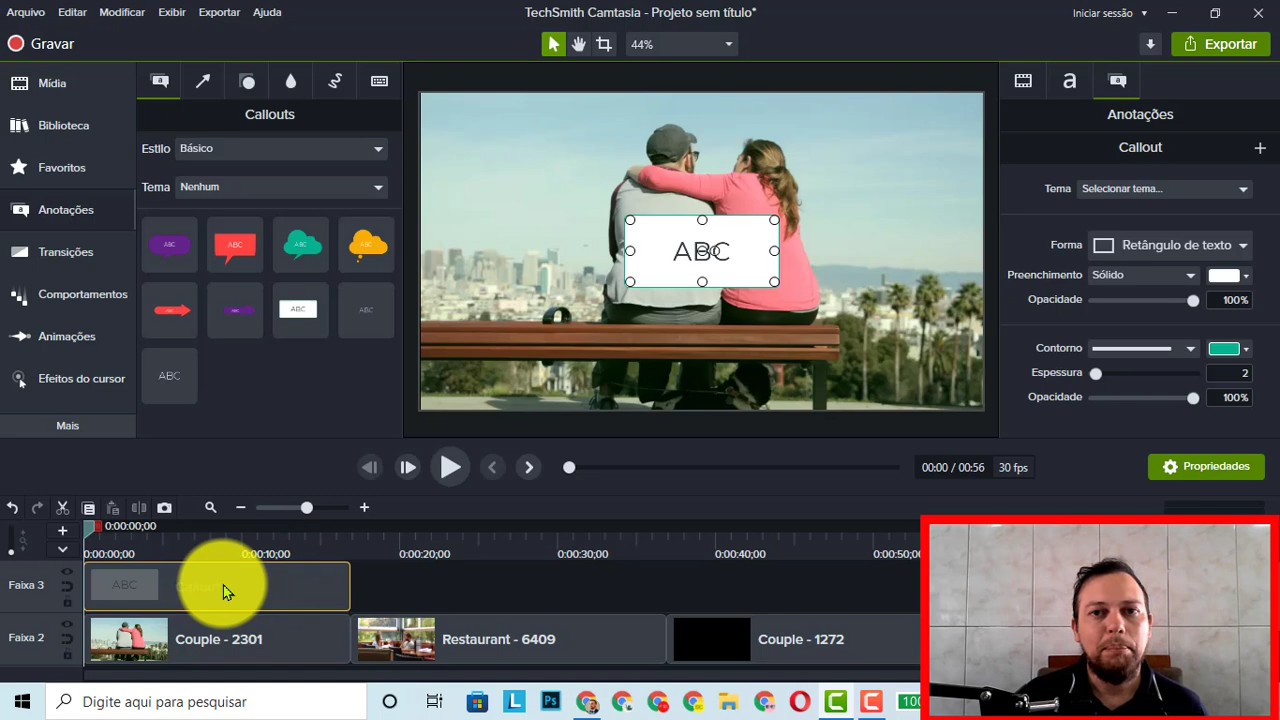 Arquivo Editar Modificar Exibir Exportar Ajuda TechSmith Camtasia - Projeto sem título* Iniciar sessão
Gravar 44% Exportar
Mídia
Biblioteca
Favoritos
Anotações
Transições
Comportamentos
Animações
Efeitos do cursor
Mais
Callouts
Estilo Básico
Tema Nenhum
ABC ABC ABC ABC
ABC ABC
ABC
ABC
Anotações
Callout
Tema Selecionar tema...
Forma Retângulo de texto
Preenchimento Sólido
Opacidade 100%
Contorno
Espessura 2
Opacidade 100%
00:00 / 00:56 30 fps Propriedades
0:00:00;00
0:00:00;00 0:00:10;00 0:00:20;00 0:00:30;00 0:00:40;00 0:00:50;00
Faixa 3 ABC
Faixa 2 Couple - 2301 Restaurant - 6409 Couple - 1272
Digite aqui para pesquisar L Ps 100